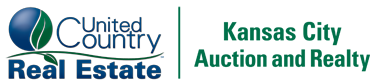 United
Country
Real Estate
Kansas City
Auction and Realty